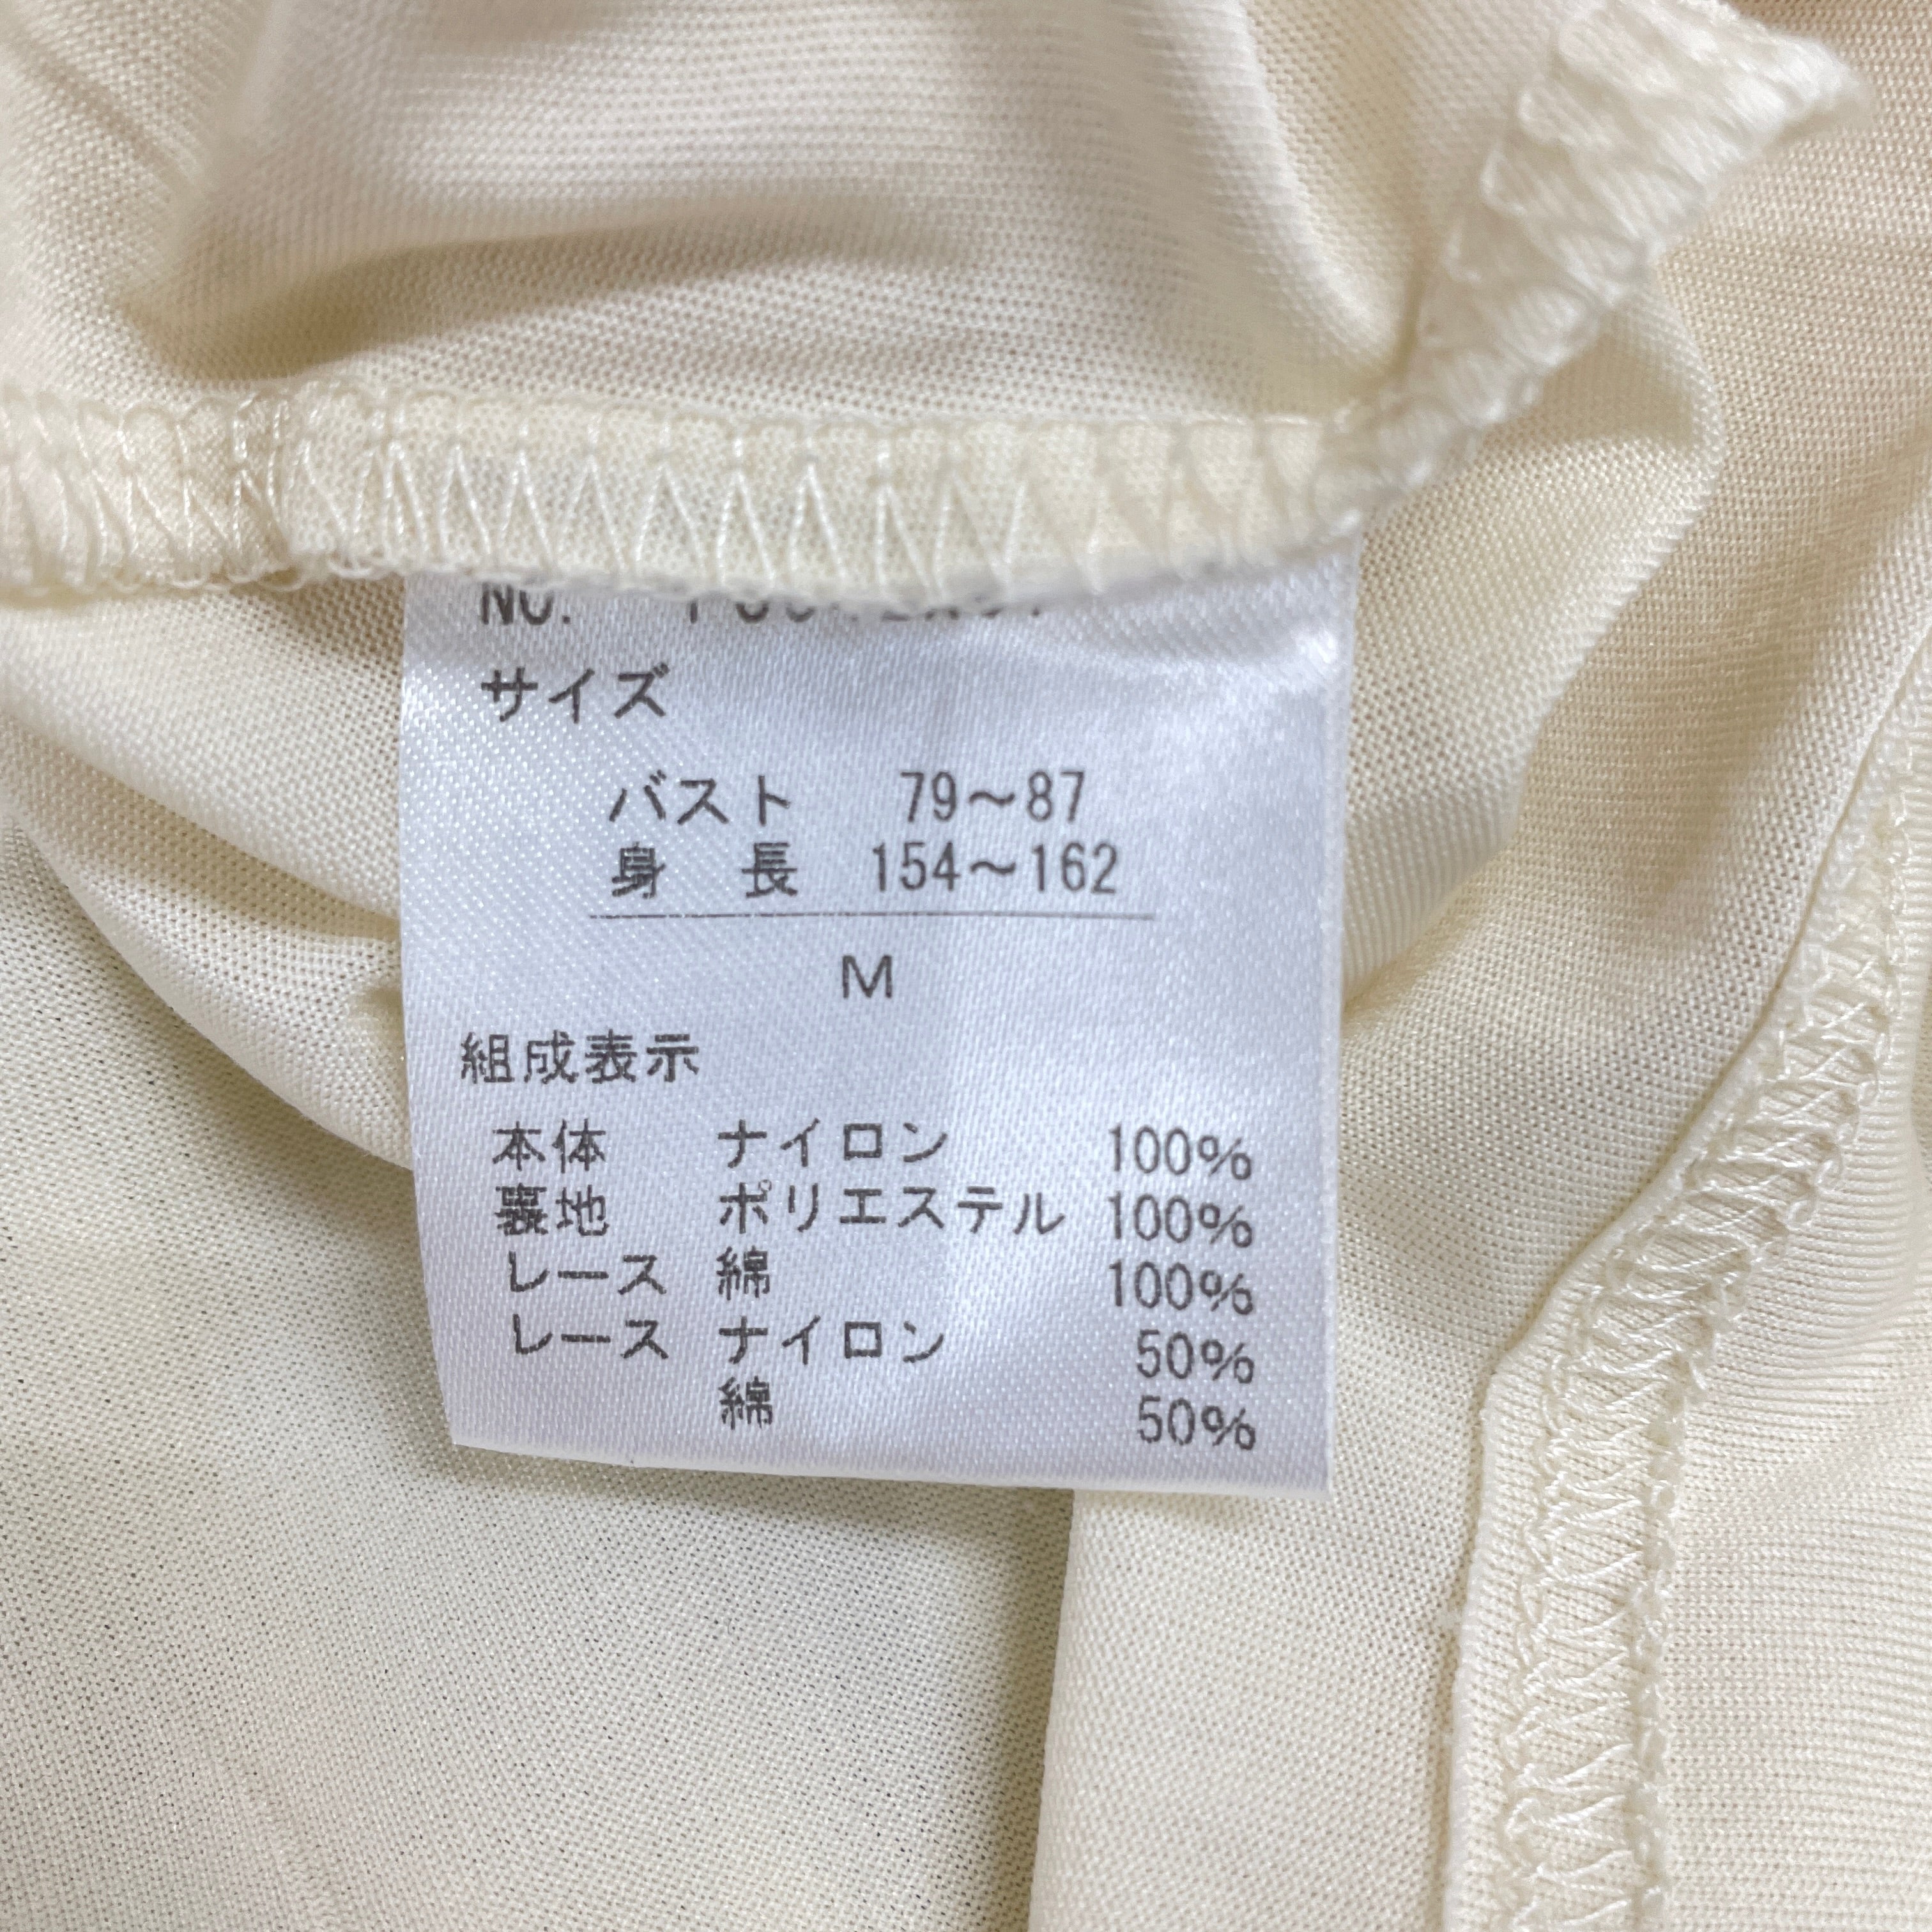 NO.
サイズ
バスト 79～87
身 長 154～162
M
組成表示
本体 ナイロン 100%
裏地 ポリエステル 100%
レース 綿 100%
レース ナイロン 50%
綿 50%